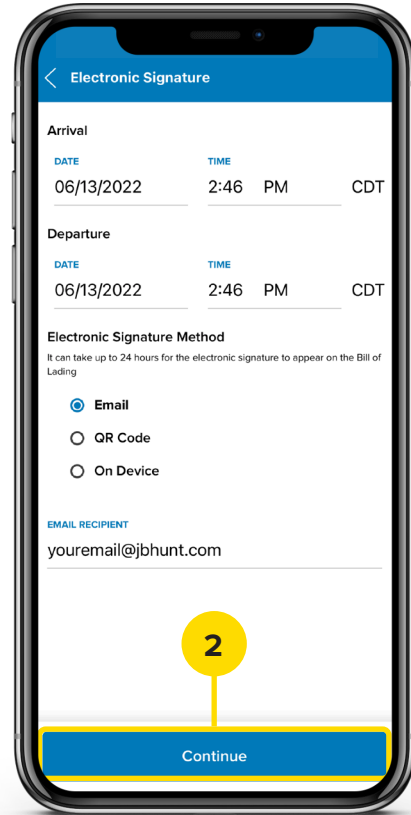 Electronic Signature
Arrival
DATE TIME
06/13/2022 2:46 PM CDT
Departure
DATE TIME
06/13/2022 2:46 PM CDT
Electronic Signature Method
It can take up to 24 hours for the electronic signature to appear on the Bill of
Lading
Email
QR Code
On Device
EMAIL RECIPIENT
youremail@jbhunt.com
2
Continue